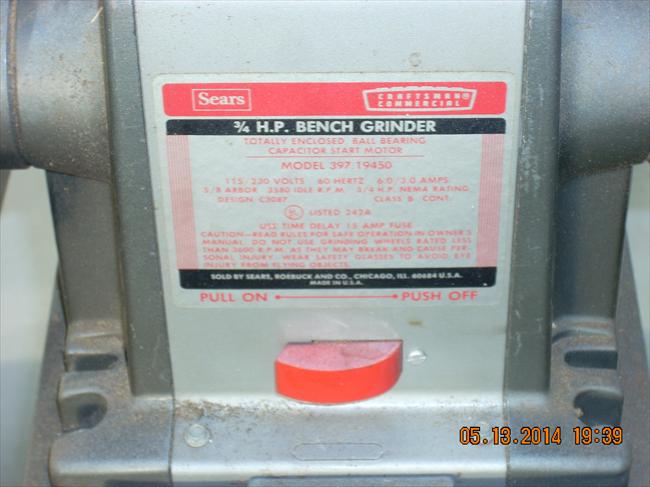 Sears
CRAFTSMAN®
COMMERCIAL
¾ H.P. BENCH GRINDER
TOTALLY ENCLOSED, BALL BEARING
CAPACITOR START MOTOR
MODEL 397.19450
115/230 VOLTS 60 HERTZ 6.0/3.0 AMPS.
5/8 ARBOR 3580 IDLE R.P.M. 3/4 H.P. NEMA RATING
DESIGN C3087 CLASS B CONT.
UL LISTED 242A
USE TIME DELAY 15 AMP FUSE
CAUTION—READ RULES FOR SAFE OPERATION IN OWNER'S
MANUAL. DO NOT USE GRINDING WHEELS RATED LESS
THAN 3600 R.P.M. AS THEY MAY BREAK AND CAUSE PER-
SONAL INJURY. WEAR SAFETY GLASSES TO AVOID EYE
INJURY FROM FLYING OBJECTS.
SOLD BY SEARS, ROEBUCK AND CO., CHICAGO, ILL. 60684 U.S.A.
MADE IN U.S.A.
PULL ON PUSH OFF
05.13.2014 19:39